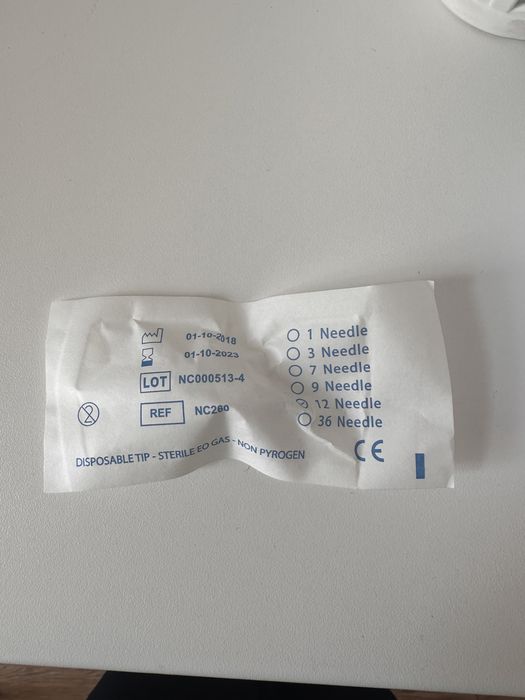 01-10-2018
01-10-2023
LOT NC000513-4
2
REF NC260
DISPOSABLE TIP - STERILE EO GAS - NON PYROGEN
1 Needle
3 Needle
7 Needle
9 Needle
12 Needle
36 Needle
CE